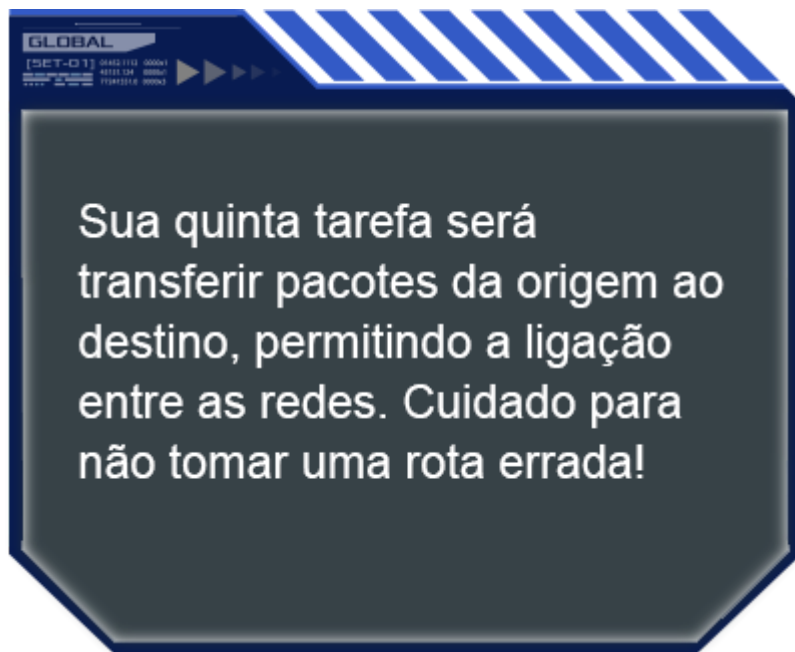 GLOBAL
[SET-01]
Sua quinta tarefa será
transferir pacotes da origem ao
destino, permitindo a ligação
entre as redes. Cuidado para
não tomar uma rota errada!